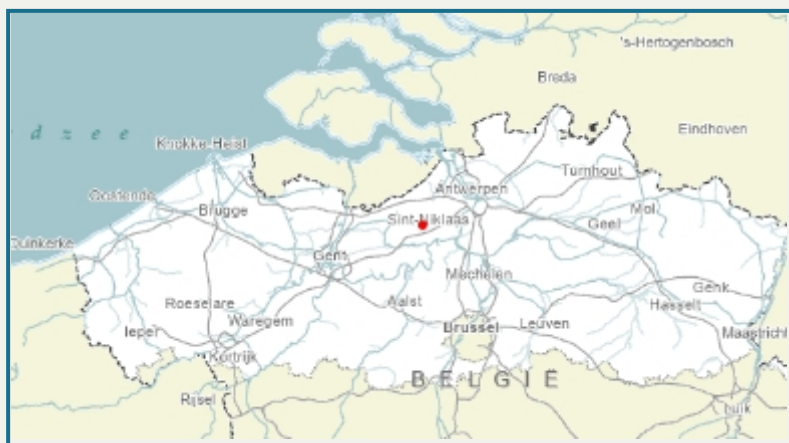 's-Hertogenbosch
Breda
Eindhoven
d z e e
Knokke-Heist
Turnhout
Antwerpen
Oostende
Brugge
Sint-Niklaas
Mol
Geel
Duinkerke
Gent
Mechelen
Genk
Roeselare
Aalst
Hasselt
Ieper
Waregem
Brussel
Leuven
Maastricht
Kortrijk
BELGIË
Rijsel
Luik